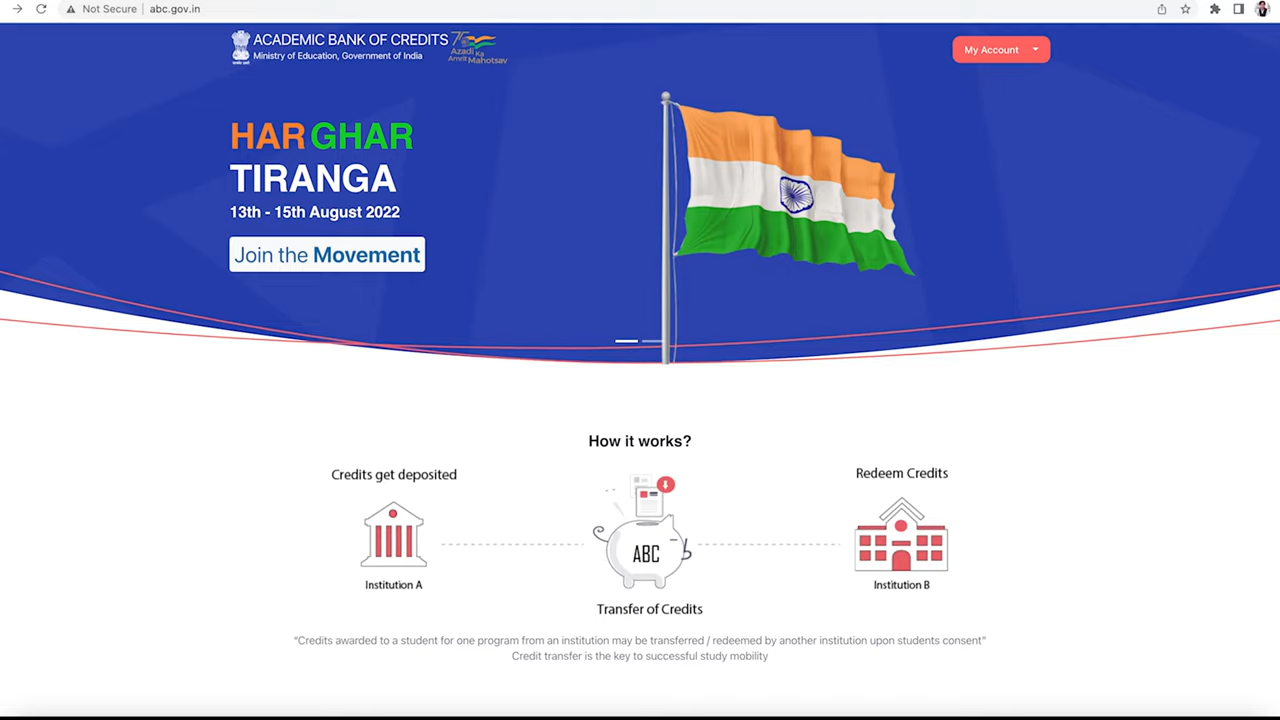 Not Secure | abc.gov.in
ACADEMIC BANK OF CREDITS
Ministry of Education, Government of India
75
Azadi
Ka
Amrit Mahotsav
My Account
HAR GHAR
TIRANGA
13th - 15th August 2022
Join the Movement
How it works?
Credits get deposited
Redeem Credits
ABC
Institution A
Institution B
Transfer of Credits
“Credits awarded to a student for one program from an institution may be transferred / redeemed by another institution upon students consent”
Credit transfer is the key to successful study mobility